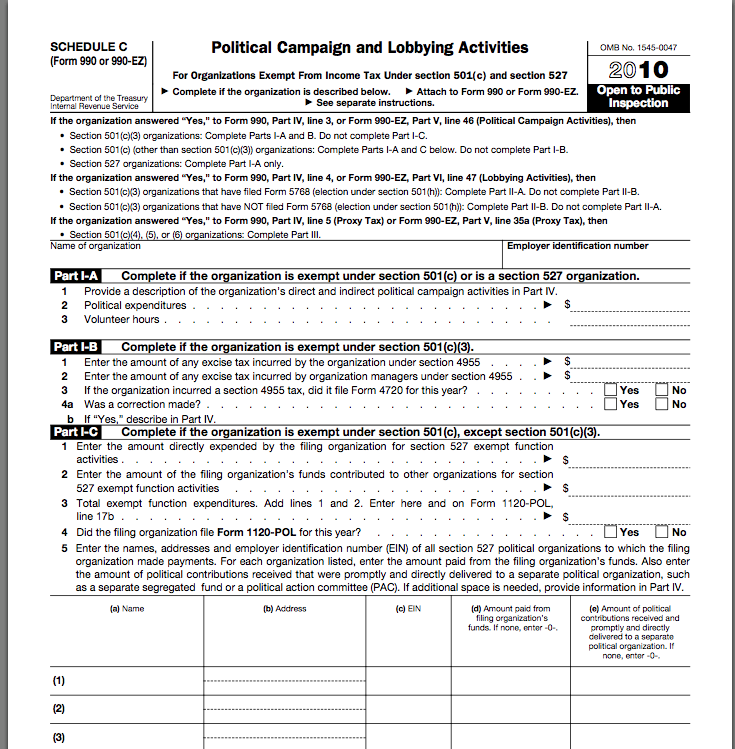 SCHEDULE C
(Form 990 or 990-EZ)
Department of the Treasury
Internal Revenue Service
Political Campaign and Lobbying Activities
For Organizations Exempt From Income Tax Under section 501(c) and section 527
▶ Complete if the organization is described below. ▶ Attach to Form 990 or Form 990-EZ.
▶ See separate instructions.
OMB No. 1545-0047
2010
Open to Public
Inspection
If the organization answered “Yes,” to Form 990, Part IV, line 3, or Form 990-EZ, Part V, line 46 (Political Campaign Activities), then
• Section 501(c)(3) organizations: Complete Parts I-A and B. Do not complete Part I-C.
• Section 501(c) (other than section 501(c)(3)) organizations: Complete Parts I-A and C below. Do not complete Part I-B.
• Section 527 organizations: Complete Part I-A only.
If the organization answered “Yes,” to Form 990, Part IV, line 4, or Form 990-EZ, Part VI, line 47 (Lobbying Activities), then
• Section 501(c)(3) organizations that have filed Form 5768 (election under section 501(h)): Complete Part II-A. Do not complete Part II-B.
• Section 501(c)(3) organizations that have NOT filed Form 5768 (election under section 501(h)): Complete Part II-B. Do not complete Part II-A.
If the organization answered “Yes,” to Form 990, Part IV, line 5 (Proxy Tax) or Form 990-EZ, Part V, line 35a (Proxy Tax), then
• Section 501(c)(4), (5), or (6) organizations: Complete Part III.
Name of organization
Employer identification number
Part I-A Complete if the organization is exempt under section 501(c) or is a section 527 organization.
1 Provide a description of the organization’s direct and indirect political campaign activities in Part IV.
2 Political expenditures . . . . . . . . . . . . . . . . . . . . . . . . . ▶ $
3 Volunteer hours . . . . . . . . . . . . . . . . . . . . . . . . . . .
Part I-B Complete if the organization is exempt under section 501(c)(3).
1 Enter the amount of any excise tax incurred by the organization under section 4955 . . . . ▶ $
2 Enter the amount of any excise tax incurred by organization managers under section 4955 . . ▶ $
3 If the organization incurred a section 4955 tax, did it file Form 4720 for this year? . . . . . . . . . Yes No
4a Was a correction made? . . . . . . . . . . . . . . . . . . . . . . . . . . . Yes No
b If “Yes,” describe in Part IV.
Part I-C Complete if the organization is exempt under section 501(c), except section 501(c)(3).
1 Enter the amount directly expended by the filing organization for section 527 exempt function
activities . . . . . . . . . . . . . . . . . . . . . . . . . . . . ▶ $
2 Enter the amount of the filing organization’s funds contributed to other organizations for section
527 exempt function activities . . . . . . . . . . . . . . . . . . . . . ▶ $
3 Total exempt function expenditures. Add lines 1 and 2. Enter here and on Form 1120-POL,
line 17b . . . . . . . . . . . . . . . . . . . . . . . . . . . . ▶ $
4 Did the filing organization file Form 1120-POL for this year? . . . . . . . . . . . . . . . . Yes No
5 Enter the names, addresses and employer identification number (EIN) of all section 527 political organizations to which the filing
organization made payments. For each organization listed, enter the amount paid from the filing organization’s funds. Also enter
the amount of political contributions received that were promptly and directly delivered to a separate political organization, such
as a separate segregated fund or a political action committee (PAC). If additional space is needed, provide information in Part IV.
(a) Name
(b) Address
(c) EIN
(d) Amount paid from
filing organization’s
funds. If none, enter -0-.
(e) Amount of political
contributions received and
promptly and directly
delivered to a separate
political organization. If
none, enter -0-.
(1)
(2)
(3)